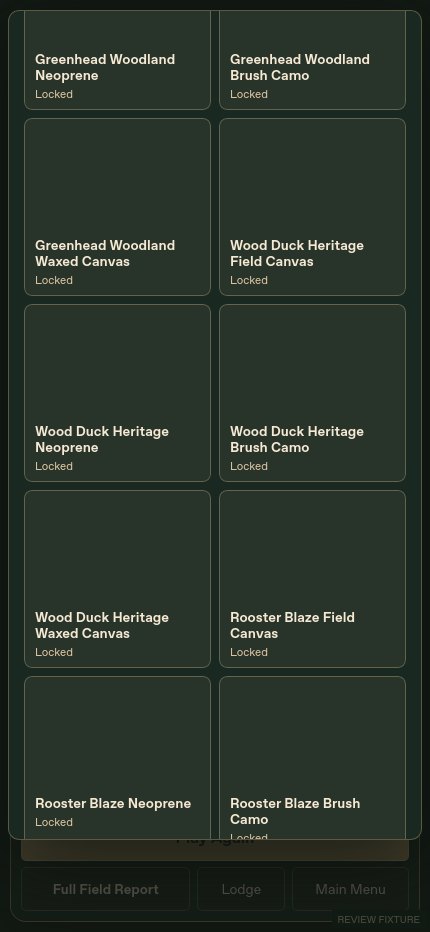 Greenhead Woodland
Neoprene
Locked
Greenhead Woodland
Brush Camo
Locked
Greenhead Woodland
Waxed Canvas
Locked
Wood Duck Heritage
Field Canvas
Locked
Wood Duck Heritage
Neoprene
Locked
Wood Duck Heritage
Brush Camo
Locked
Wood Duck Heritage
Waxed Canvas
Locked
Rooster Blaze Field
Canvas
Locked
Rooster Blaze Neoprene
Locked
Rooster Blaze Brush
Camo
Locked
Play Again
Full Field Report
Lodge
Main Menu
REVIEW FIXTURE